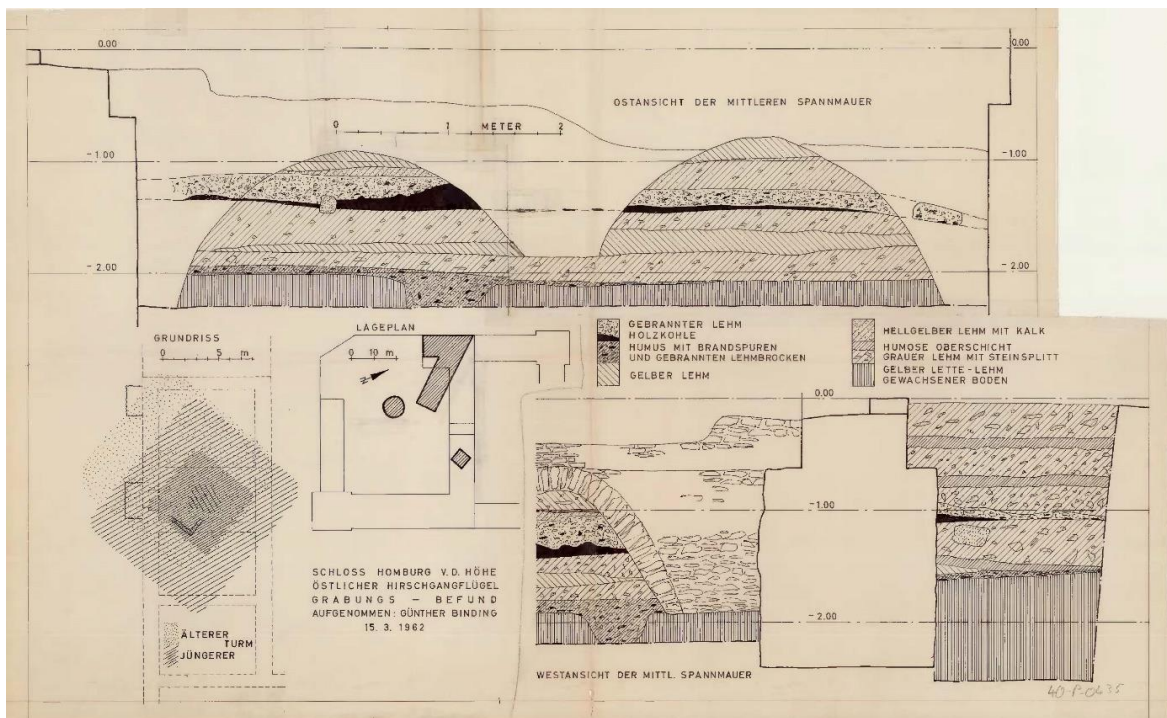 0.00
0.00
OSTANSICHT DER MITTLEREN SPANNMAUER
0 1 METER 2
-1.00
-1.00
-2.00
-2.00
GRUNDRISS
0 5 m
LAGEPLAN
0 10 m
N
GEBRANNTER LEHM
HOLZKOHLE
HUMUS MIT BRANDSPUREN
UND GEBRANNTEN LEHMBROCKEN
GELBER LEHM
HELLGELBER LEHM MIT KALK
HUMOSE OBERSCHICHT
GRAUER LEHM MIT STEINSPLITT
GELBER LETTE-LEHM
GEWACHSENER BODEN
0.00
-1.00
-2.00
SCHLOSS HOMBURG V. D. HÖHE
ÖSTLICHER HIRSCHGANGFLÜGEL
GRABUNGS - BEFUND
AUFGENOMMEN: GÜNTHER BINDING
15. 3. 1962
ÄLTERER
TURM
JÜNGERER
WESTANSICHT DER MITTL. SPANNMAUER
40-P-0435